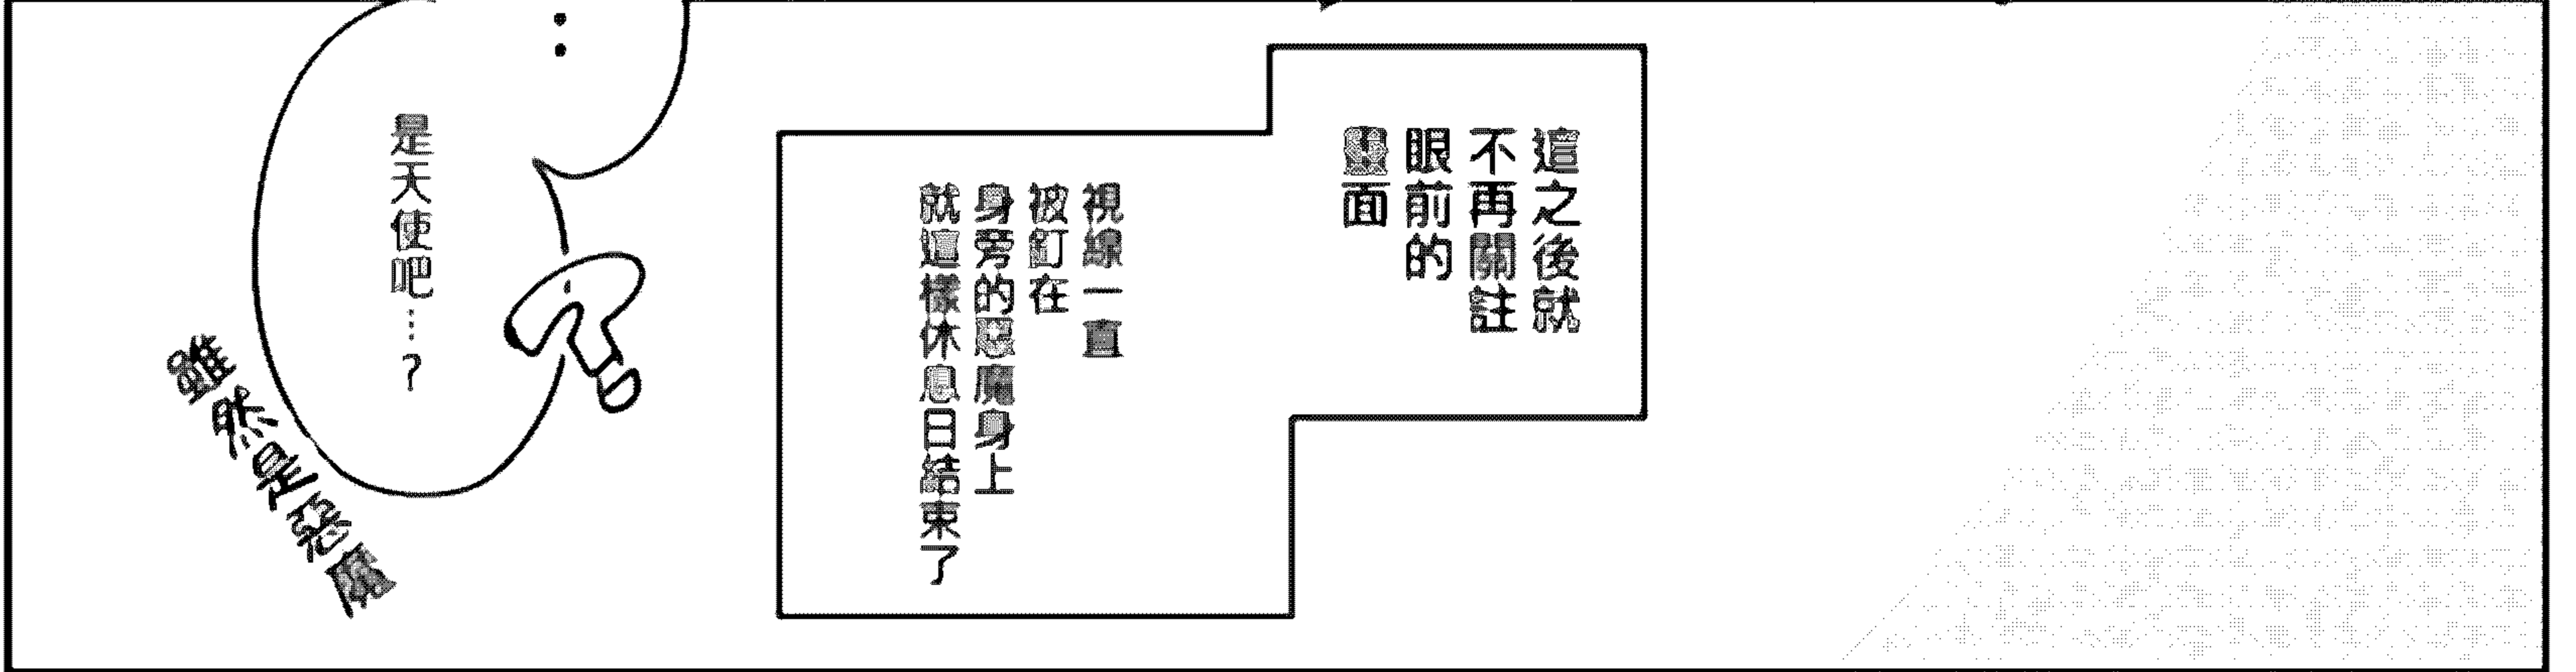 這之後就
不再關註
眼前的
畫面
視線一直
被釘在
身旁的惡魔身上
就這樣休息日結束了
是天使吧…?
雖然是惡魔